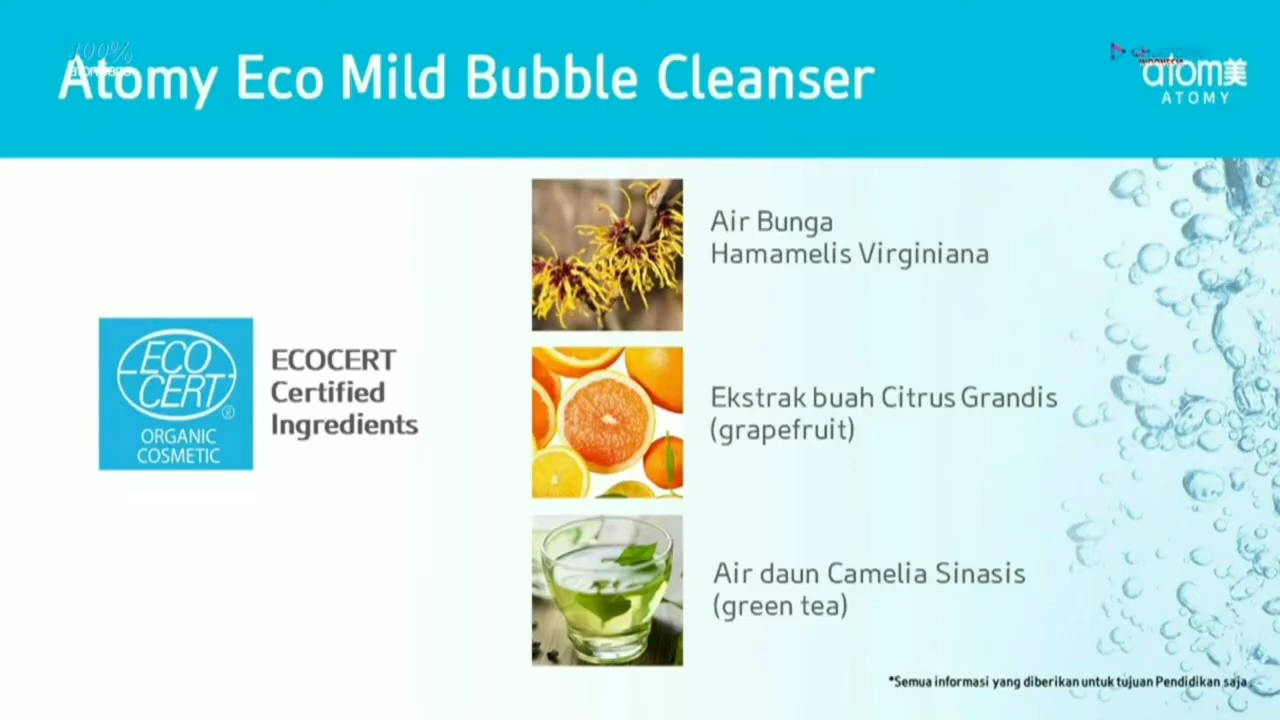 100%
Atomy Eco Mild Bubble Cleanser
atom美
ATOMY
Air Bunga
Hamamelis Virginiana
ECO
CERT
®
ORGANIC
COSMETIC
ECOCERT
Certified
Ingredients
Ekstrak buah Citrus Grandis
(grapefruit)
Air daun Camelia Sinasis
(green tea)
*Semua informasi yang diberikan untuk tujuan Pendidikan saja.